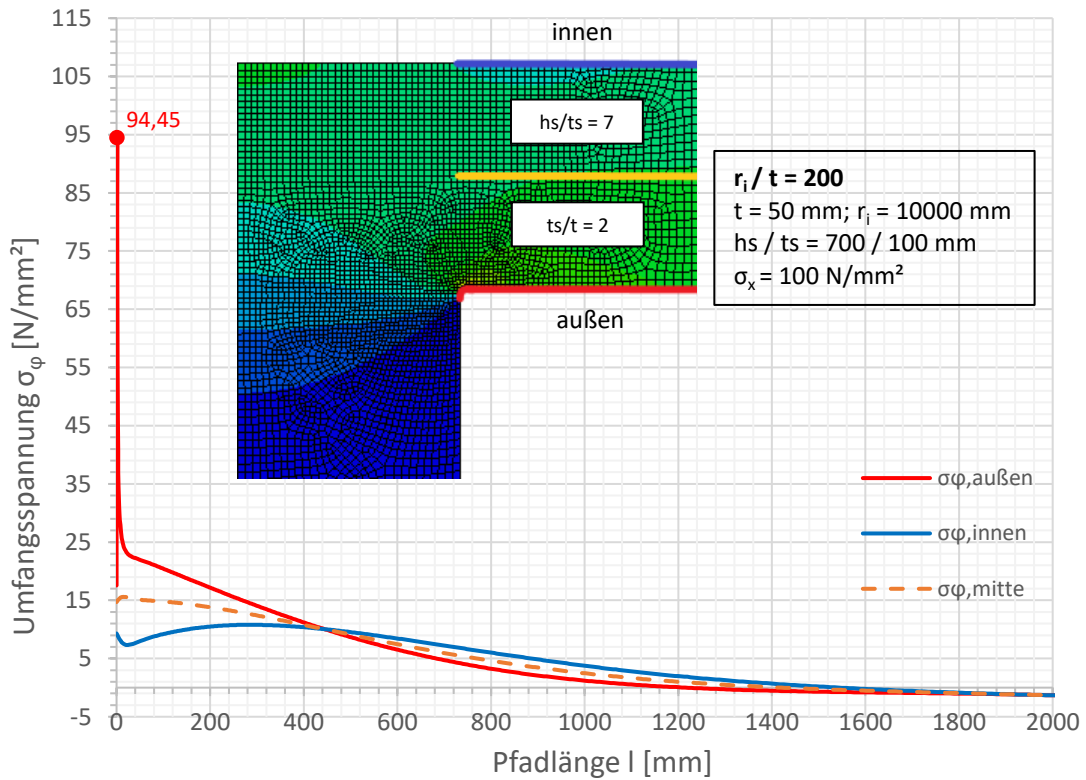 115
105
95
85
75
65
55
45
35
25
15
5
-5
Umfangsspannung σφ [N/mm²]
94,45
innen
hs/ts = 7
ts/t = 2
außen
rᵢ / t = 200
t = 50 mm; rᵢ = 10000 mm
hs / ts = 700 / 100 mm
σₓ = 100 N/mm²
σφ,außen
σφ,innen
σφ,mitte
0 200 400 600 800 1000 1200 1400 1600 1800 2000
Pfadlänge l [mm]